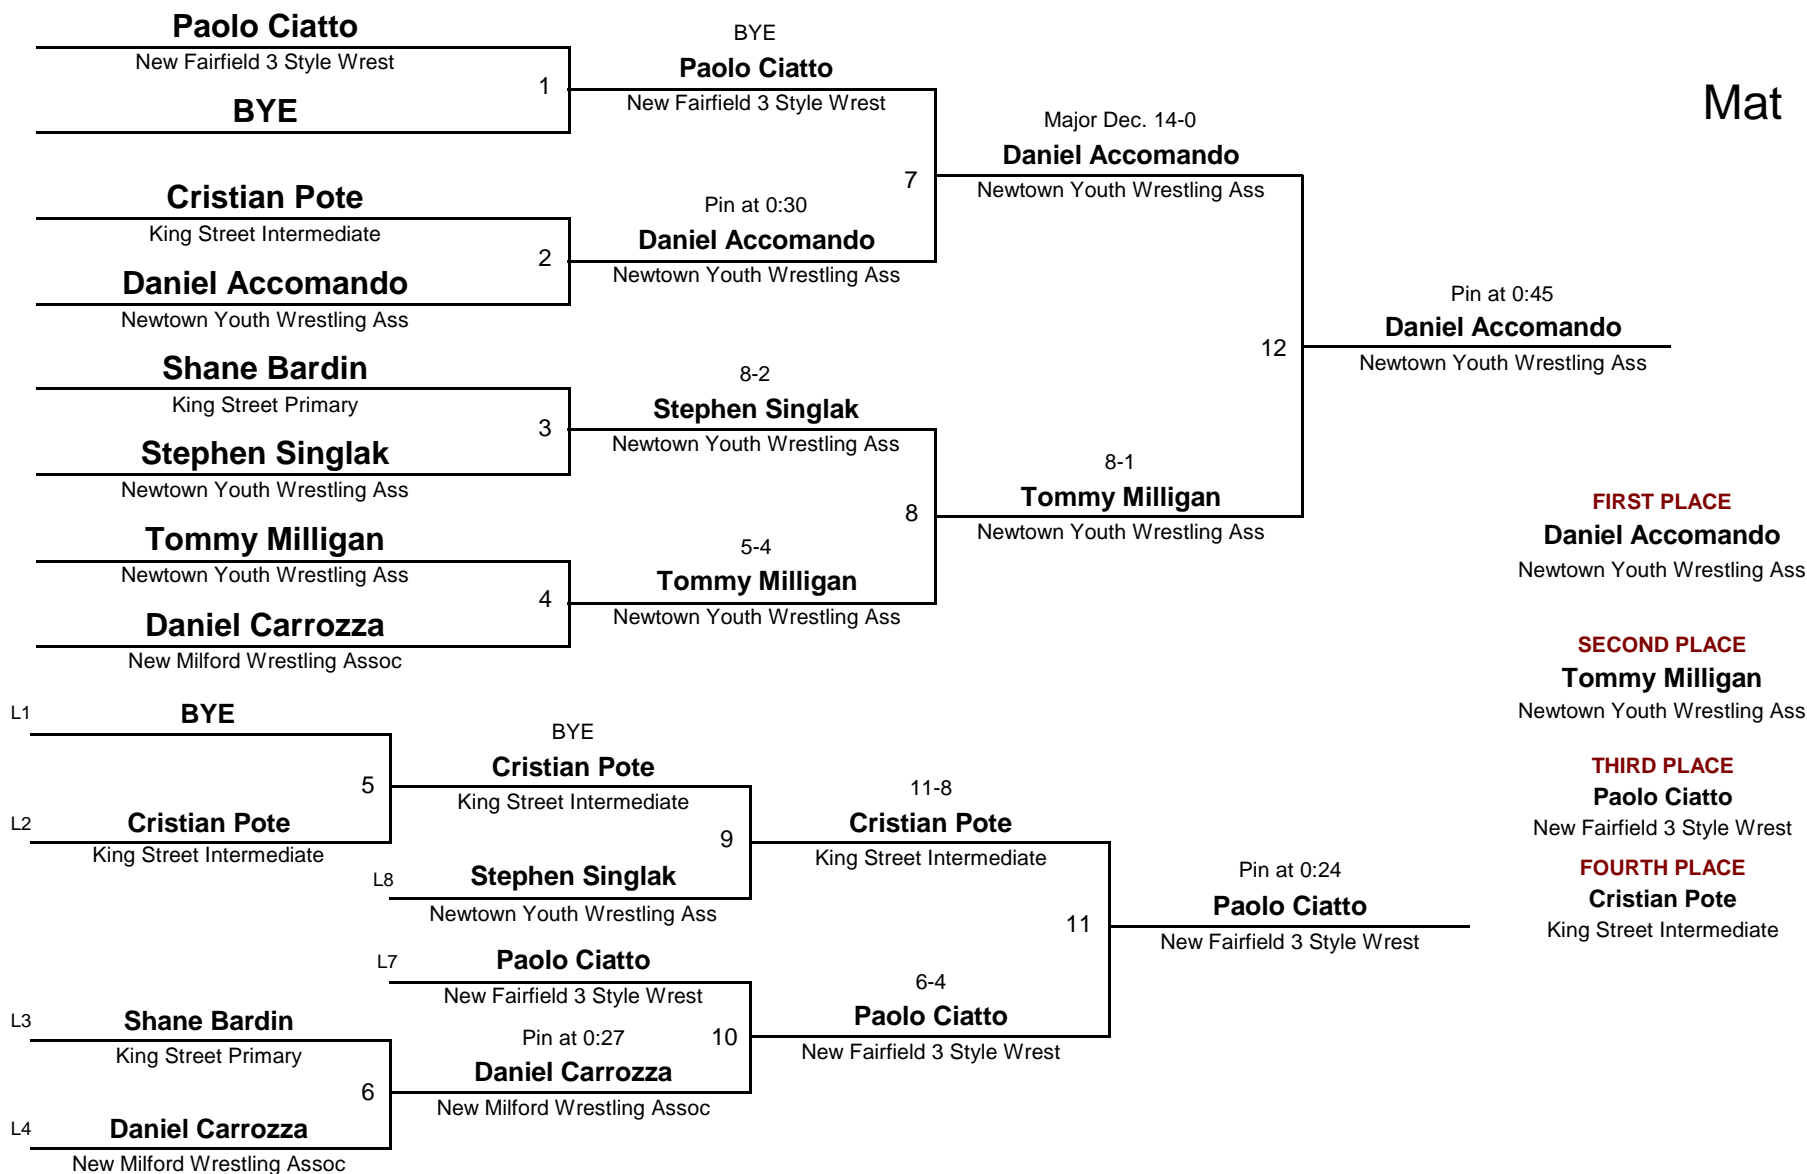 Paolo Ciatto
New Fairfield 3 Style Wrest
1
BYE
BYE
Paolo Ciatto
New Fairfield 3 Style Wrest
Mat
Cristian Pote
King Street Intermediate
2
Daniel Accomando
Newtown Youth Wrestling Ass
Pin at 0:30
Daniel Accomando
Newtown Youth Wrestling Ass
7
Major Dec. 14-0
Daniel Accomando
Newtown Youth Wrestling Ass
Shane Bardin
King Street Primary
3
Stephen Singlak
Newtown Youth Wrestling Ass
8-2
Stephen Singlak
Newtown Youth Wrestling Ass
Tommy Milligan
Newtown Youth Wrestling Ass
4
Daniel Carrozza
New Milford Wrestling Assoc
5-4
Tommy Milligan
Newtown Youth Wrestling Ass
8
8-1
Tommy Milligan
Newtown Youth Wrestling Ass
12
Pin at 0:45
Daniel Accomando
Newtown Youth Wrestling Ass
FIRST PLACE
Daniel Accomando
Newtown Youth Wrestling Ass
SECOND PLACE
Tommy Milligan
Newtown Youth Wrestling Ass
THIRD PLACE
Paolo Ciatto
New Fairfield 3 Style Wrest
FOURTH PLACE
Cristian Pote
King Street Intermediate
L1
BYE
5
L2
Cristian Pote
King Street Intermediate
BYE
Cristian Pote
King Street Intermediate
9
L8
Stephen Singlak
Newtown Youth Wrestling Ass
11-8
Cristian Pote
King Street Intermediate
L7
Paolo Ciatto
New Fairfield 3 Style Wrest
L3
Shane Bardin
King Street Primary
6
L4
Daniel Carrozza
New Milford Wrestling Assoc
Pin at 0:27
Daniel Carrozza
New Milford Wrestling Assoc
10
6-4
Paolo Ciatto
New Fairfield 3 Style Wrest
11
Pin at 0:24
Paolo Ciatto
New Fairfield 3 Style Wrest